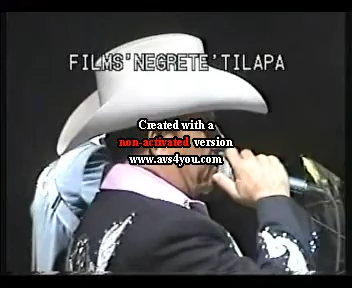 FILMS'NEGRETE'TILAPA
Created with a
non-activated version
www.avs4you.com